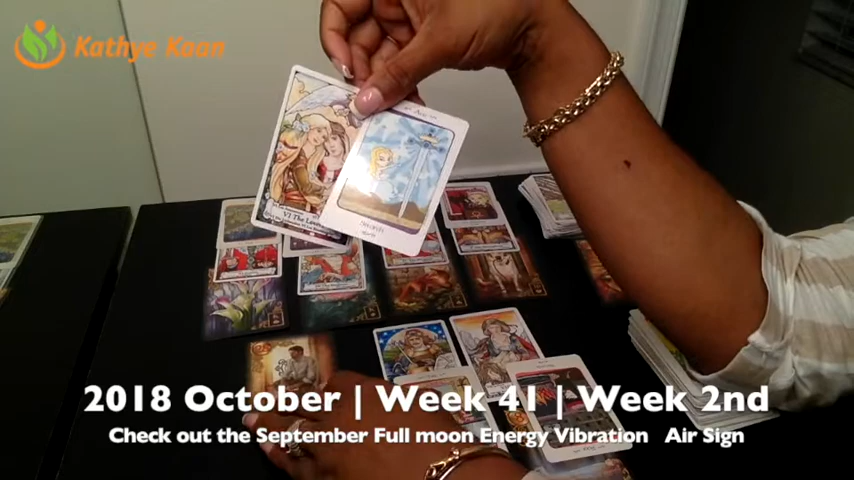 Kathye Kaan
VI The Lovers
2018 October | Week 41 | Week 2nd
Check out the September Full moon Energy Vibration Air Sign